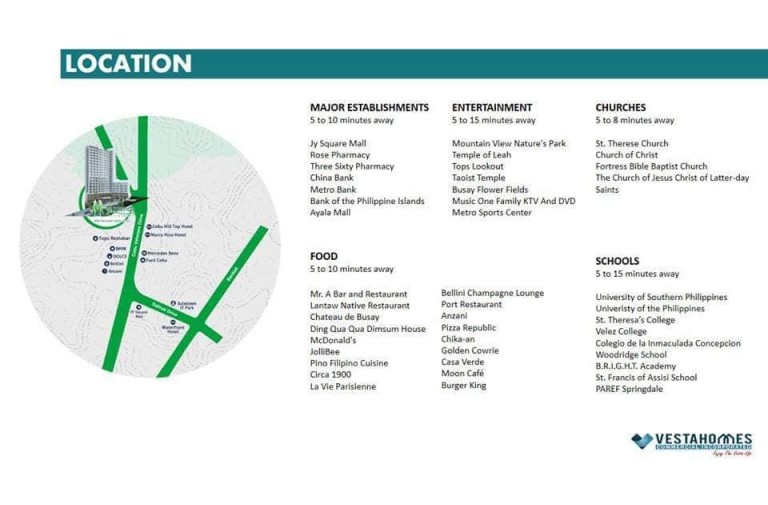 LOCATION
MAJOR ESTABLISHMENTS
5 to 10 minutes away
Jy Square Mall
Rose Pharmacy
Three Sixty Pharmacy
China Bank
Metro Bank
Bank of the Philippine Islands
Ayala Mall
ENTERTAINMENT
5 to 15 minutes away
Mountain View Nature's Park
Temple of Leah
Tops Lookout
Taoist Temple
Busay Flower Fields
Music One Family KTV And DVD
Metro Sports Center
CHURCHES
5 to 8 minutes away
St. Therese Church
Church of Christ
Fortress Bible Baptist Church
The Church of Jesus Christ of Latter-day
Saints
FOOD
5 to 10 minutes away
Mr. A Bar and Restaurant
Lantaw Native Restaurant
Chateau de Busay
Ding Qua Qua Dimsum House
McDonald's
JolliBee
Pino Filipino Cuisine
Circa 1900
La Vie Parisienne
Bellini Champagne Lounge
Port Restaurant
Anzani
Pizza Republic
Chika-an
Golden Cowrie
Casa Verde
Moon Café
Burger King
SCHOOLS
5 to 15 minutes away
University of Southern Philippines
Univeristy of the Philippines
St. Theresa's College
Velez College
Colegio de la Inmaculada Concepcion
Woodridge School
B.R.I.G.H.T. Academy
St. Francis of Assisi School
PAREF Springdale
Cebu Hill Top Hotel
Marco Polo Hotel
Tops Restobar
BMW
DOLCE
Bellini
Anzani
Mercedes Benz
Ford Cebu
JY Square
Mall
Salinas Drive
IT Park
Waterfront
Hotel
VESTAHOMES
COMMERCIAL INCORPORATED